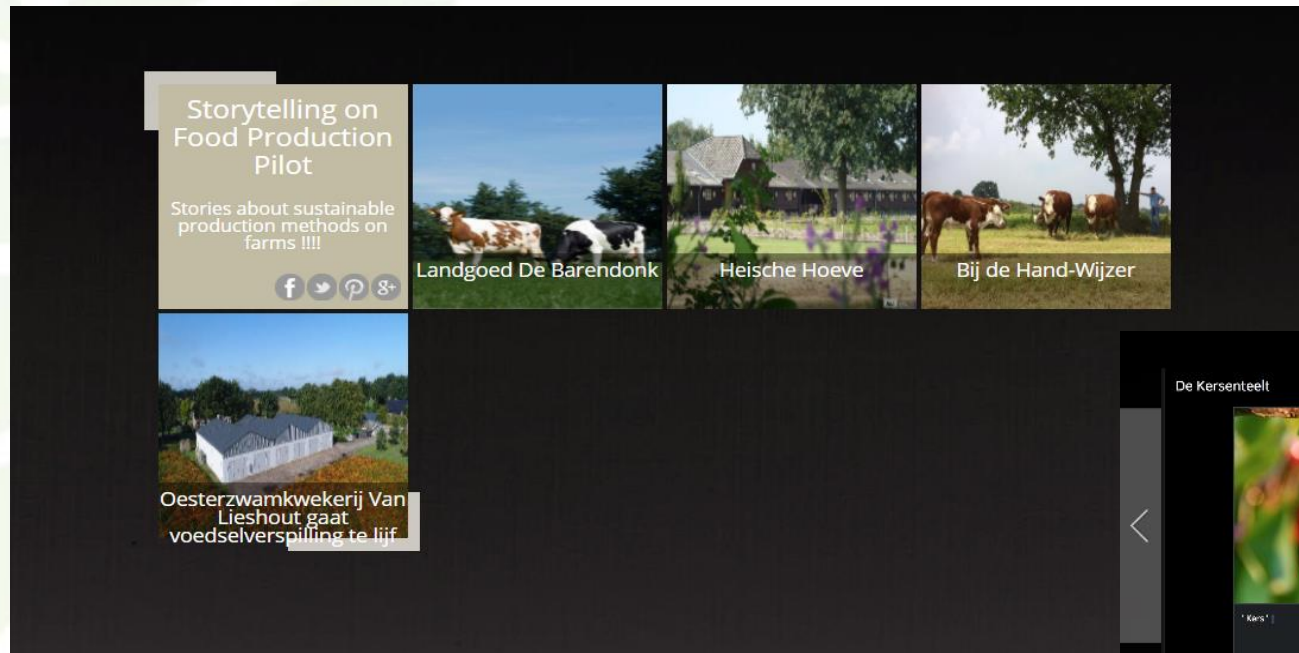 Storytelling on
Food Production
Pilot
Stories about sustainable
production methods on
farms !!!!
Landgoed De Barendonk
Heische Hoeve
Bij de Hand-Wijzer
Oesterzwamkwekerij Van
Lieshout gaat
voedselverspilling te lijf
De Kersenteelt
'Kers'|